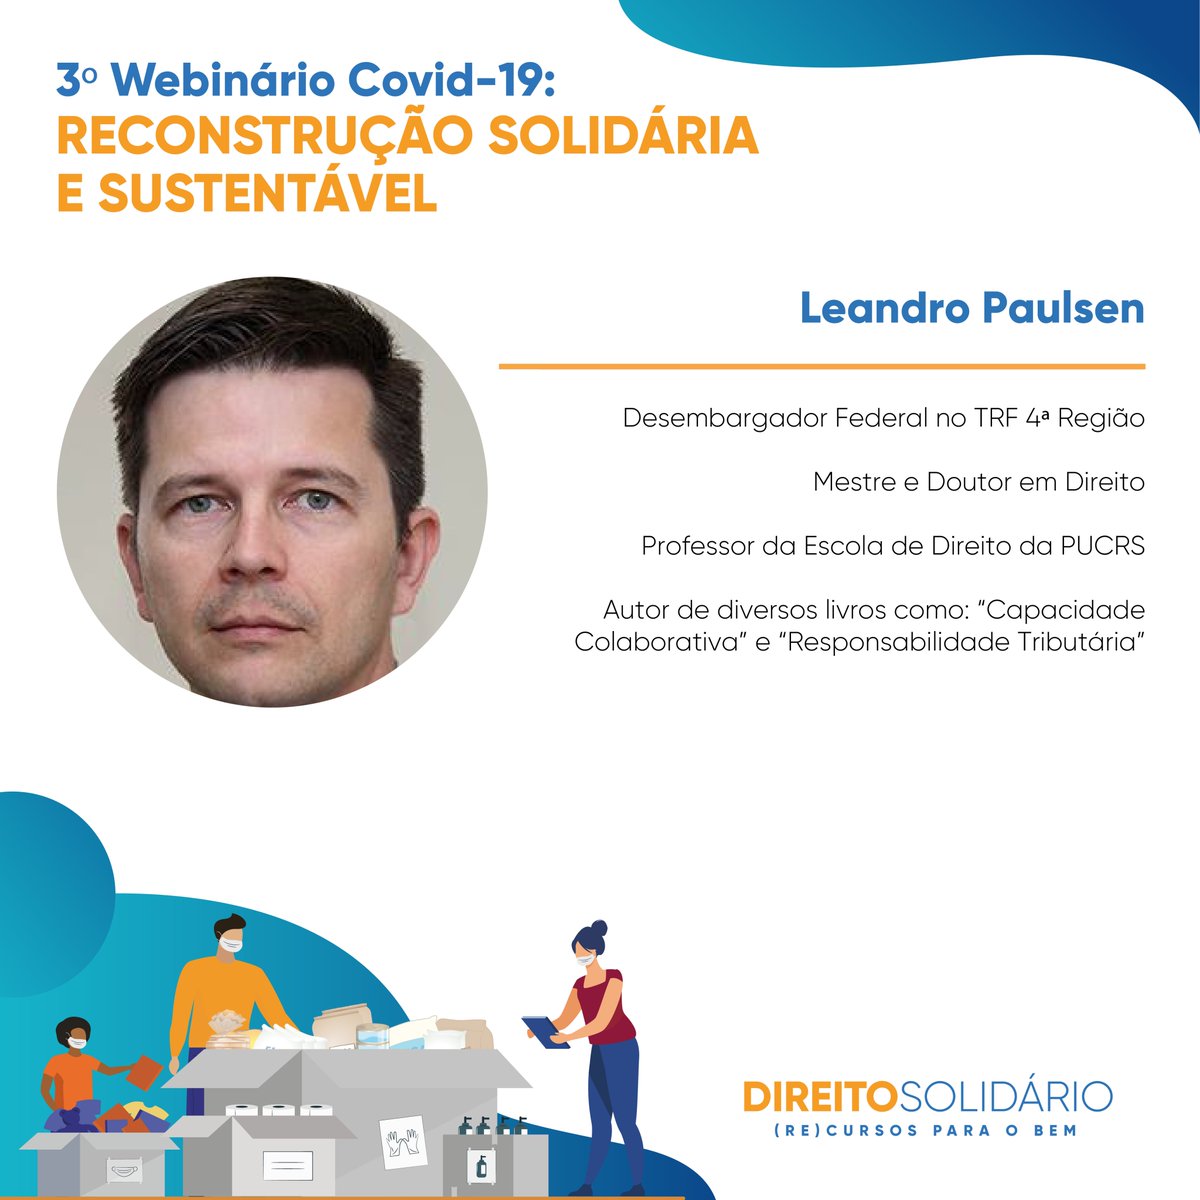 3º Webinário Covid-19:
RECONSTRUÇÃO SOLIDÁRIA
E SUSTENTÁVEL
Leandro Paulsen
Desembargador Federal no TRF 4ª Região
Mestre e Doutor em Direito
Professor da Escola de Direito da PUCRS
Autor de diversos livros como: “Capacidade
Colaborativa” e “Responsabilidade Tributária”
DIREITOSOLIDÁRIO
(RE)CURSOS PARA O BEM